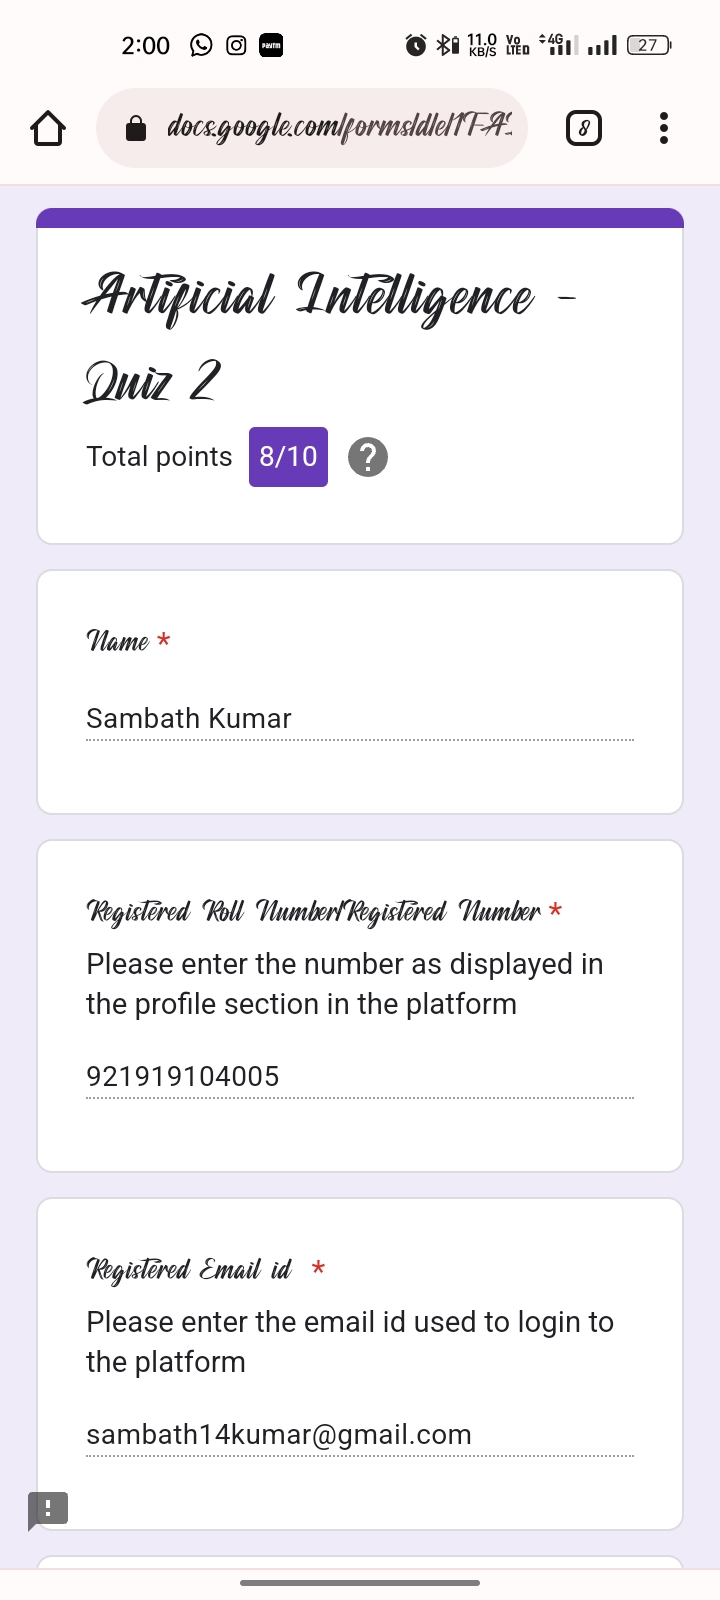 2:00 paytm 11.0 KB/S Vo LTED 4G 27
docs.google.com/forms/d/e/1FA
8
Artificial Intelligence -
Quiz 2
Total points 8/10 ?
Name *
Sambath Kumar
Registered Roll Number/Registered Number *
Please enter the number as displayed in
the profile section in the platform
921919104005
Registered Email id *
Please enter the email id used to login to
the platform
sambath14kumar@gmail.com